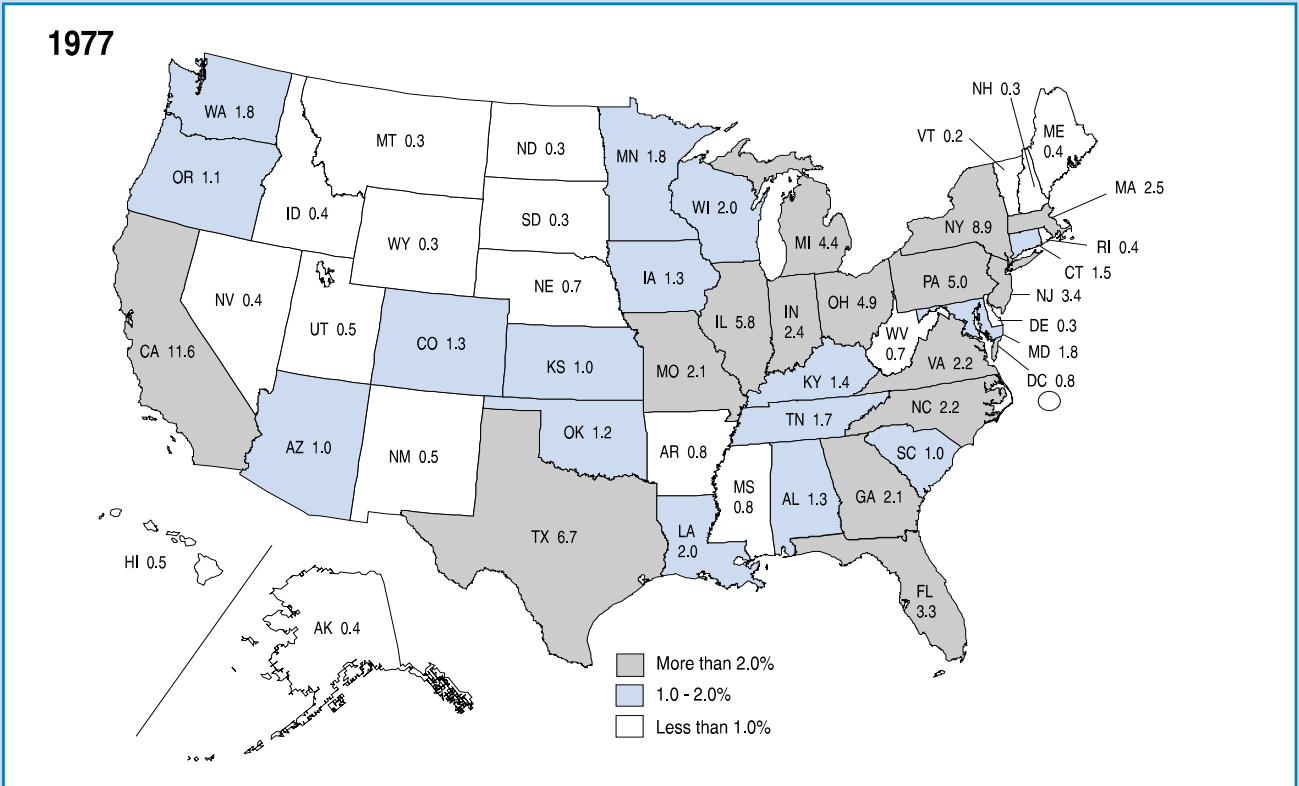 1977
WA 1.8
OR 1.1
ID 0.4
MT 0.3
ND 0.3
MN 1.8
WI 2.0
MI 4.4
NH 0.3
VT 0.2
ME
0.4
MA 2.5
NY 8.9
RI 0.4
CT 1.5
NJ 3.4
PA 5.0
DE 0.3
MD 1.8
DC 0.8
WY 0.3
SD 0.3
NE 0.7
IA 1.3
IL 5.8
IN
2.4
OH 4.9
WV
0.7
VA 2.2
NV 0.4
UT 0.5
CO 1.3
KS 1.0
MO 2.1
KY 1.4
NC 2.2
CA 11.6
AZ 1.0
NM 0.5
OK 1.2
AR 0.8
TN 1.7
SC 1.0
TX 6.7
LA
2.0
MS
0.8
AL 1.3
GA 2.1
FL
3.3
HI 0.5
AK 0.4
More than 2.0%
1.0 - 2.0%
Less than 1.0%